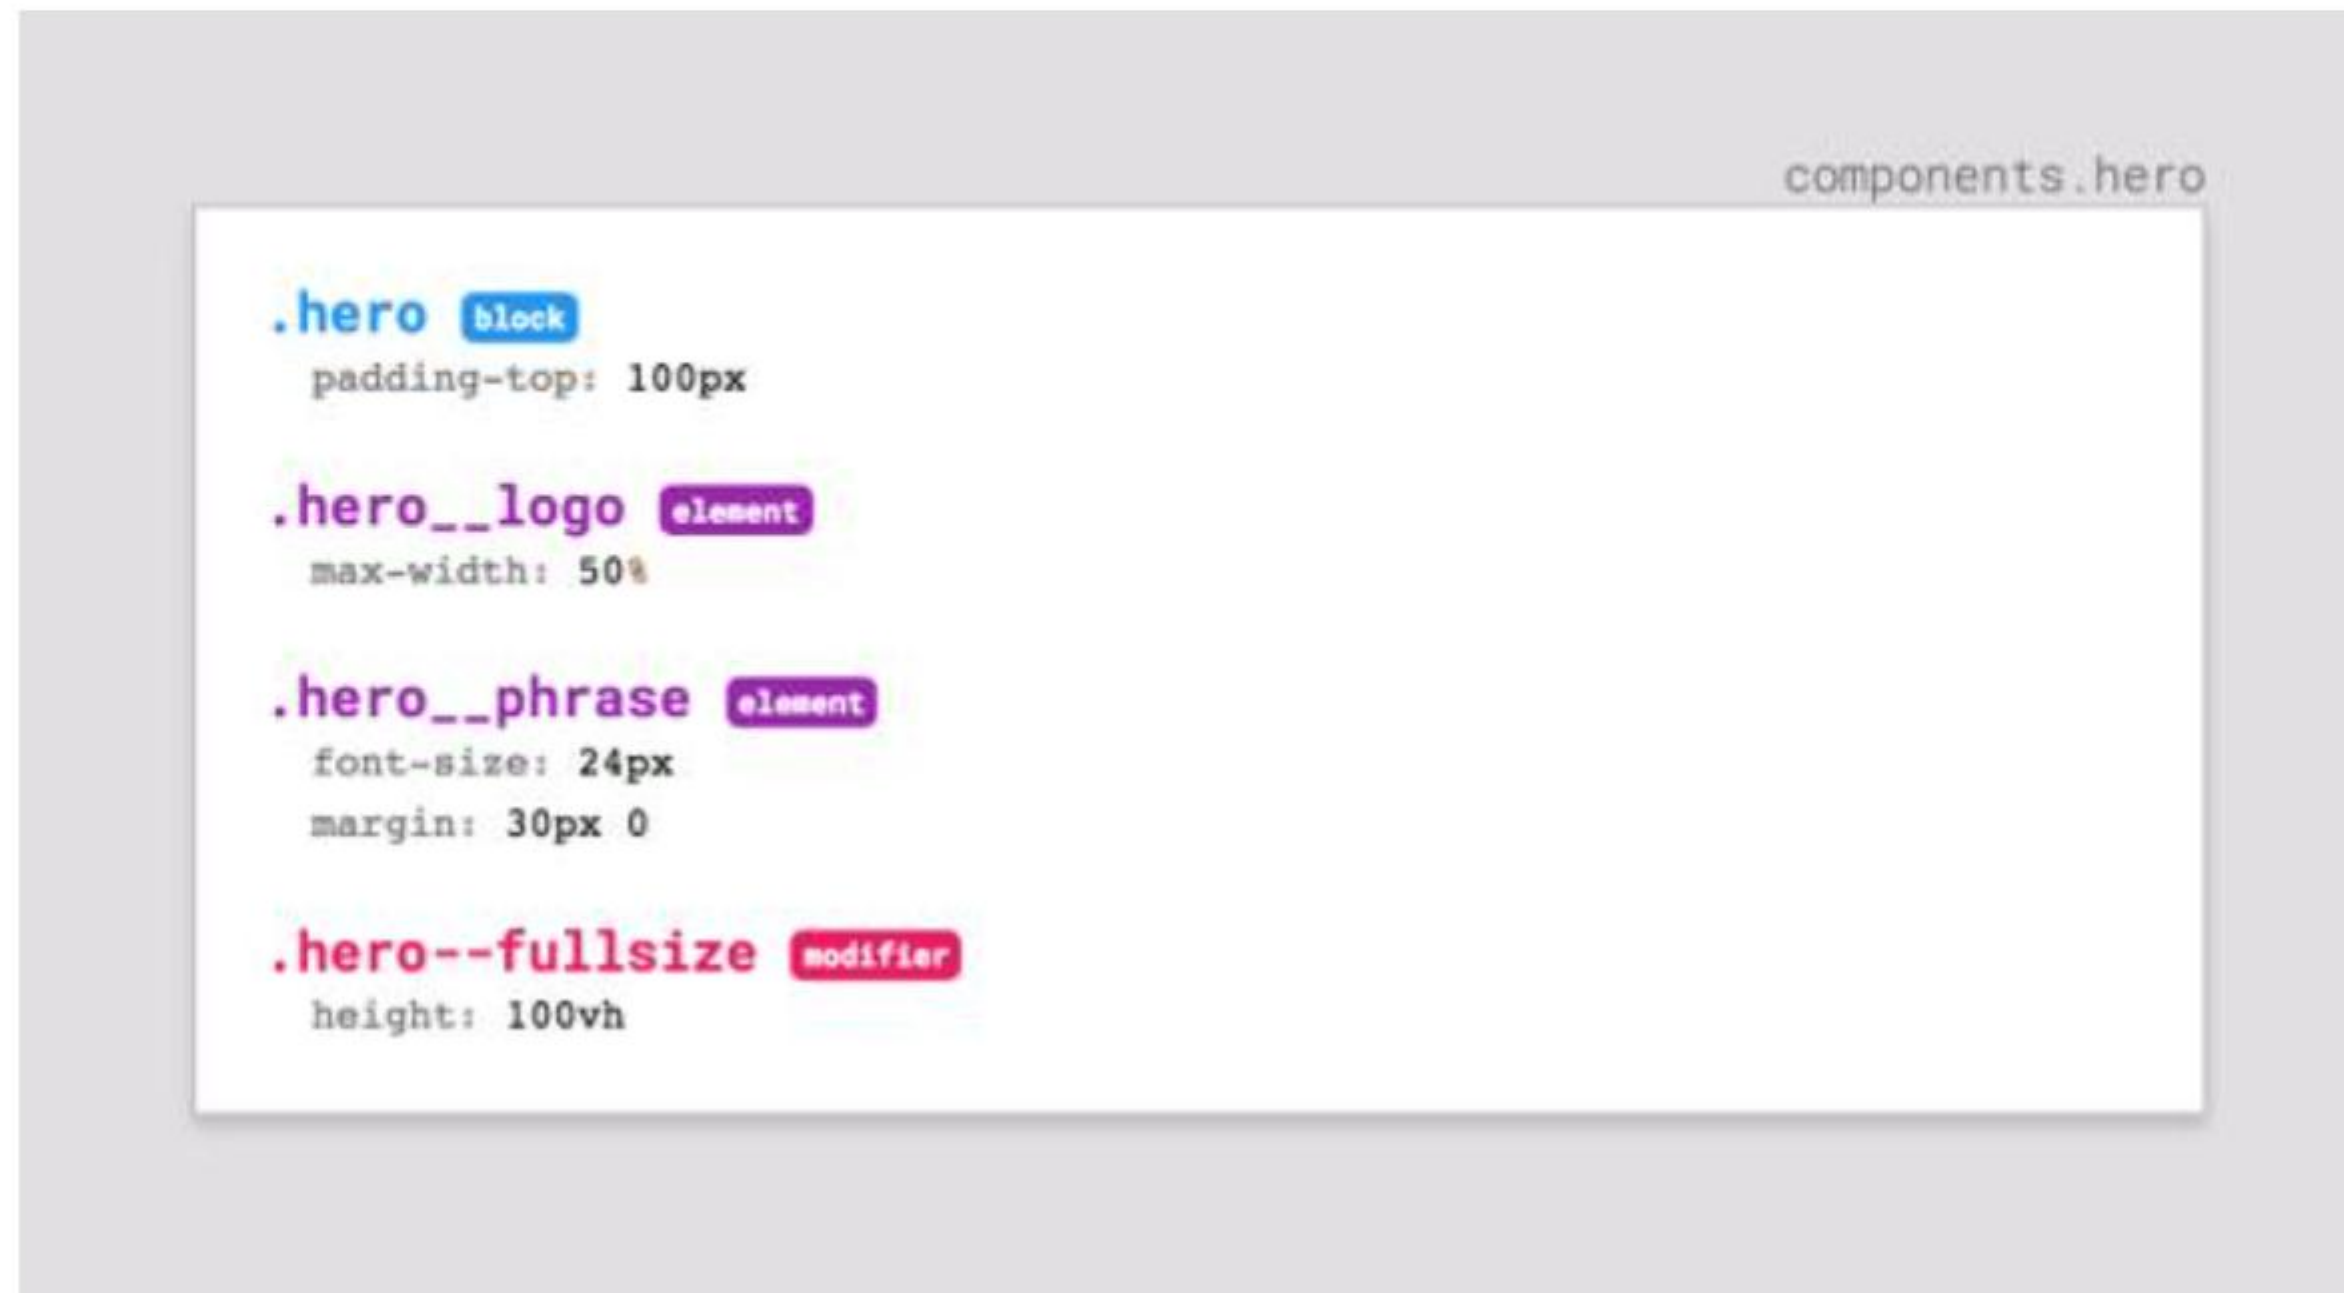 components.hero
.hero block
padding-top: 100px
.hero__logo element
max-width: 50%
.hero__phrase element
font-size: 24px
margin: 30px 0
.hero--fullsize modifier
height: 100vh